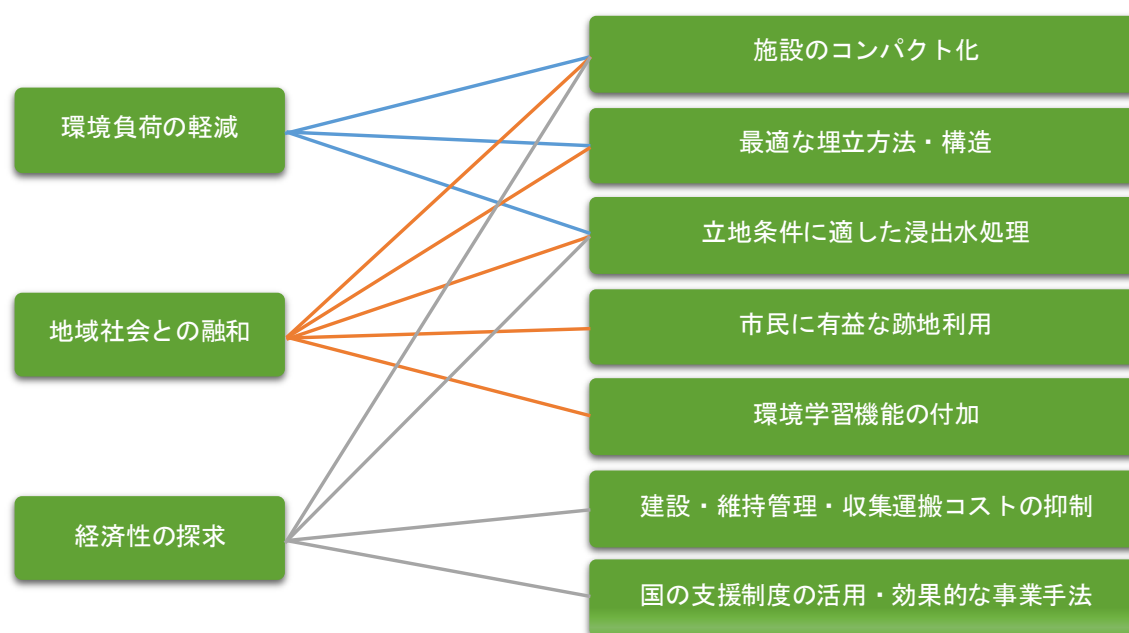 環境負荷の軽減
地域社会との融和
経済性の探求
施設のコンパクト化
最適な埋立方法・構造
立地条件に適した浸出水処理
市民に有益な跡地利用
環境学習機能の付加
建設・維持管理・収集運搬コストの抑制
国の支援制度の活用・効果的な事業手法